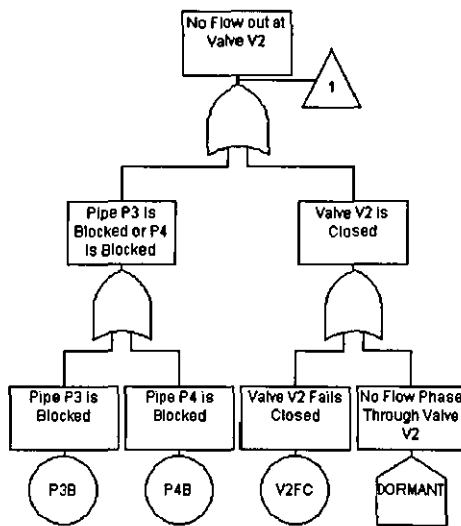 No Flow out at
Valve V2
1
Pipe P3 is
Blocked or P4
is Blocked
Valve V2 is
Closed
Pipe P3 is
Blocked
Pipe P4 is
Blocked
Valve V2 Fails
Closed
No Flow Phase
Through Valve
V2
P3B
P4B
V2FC
DORMANT